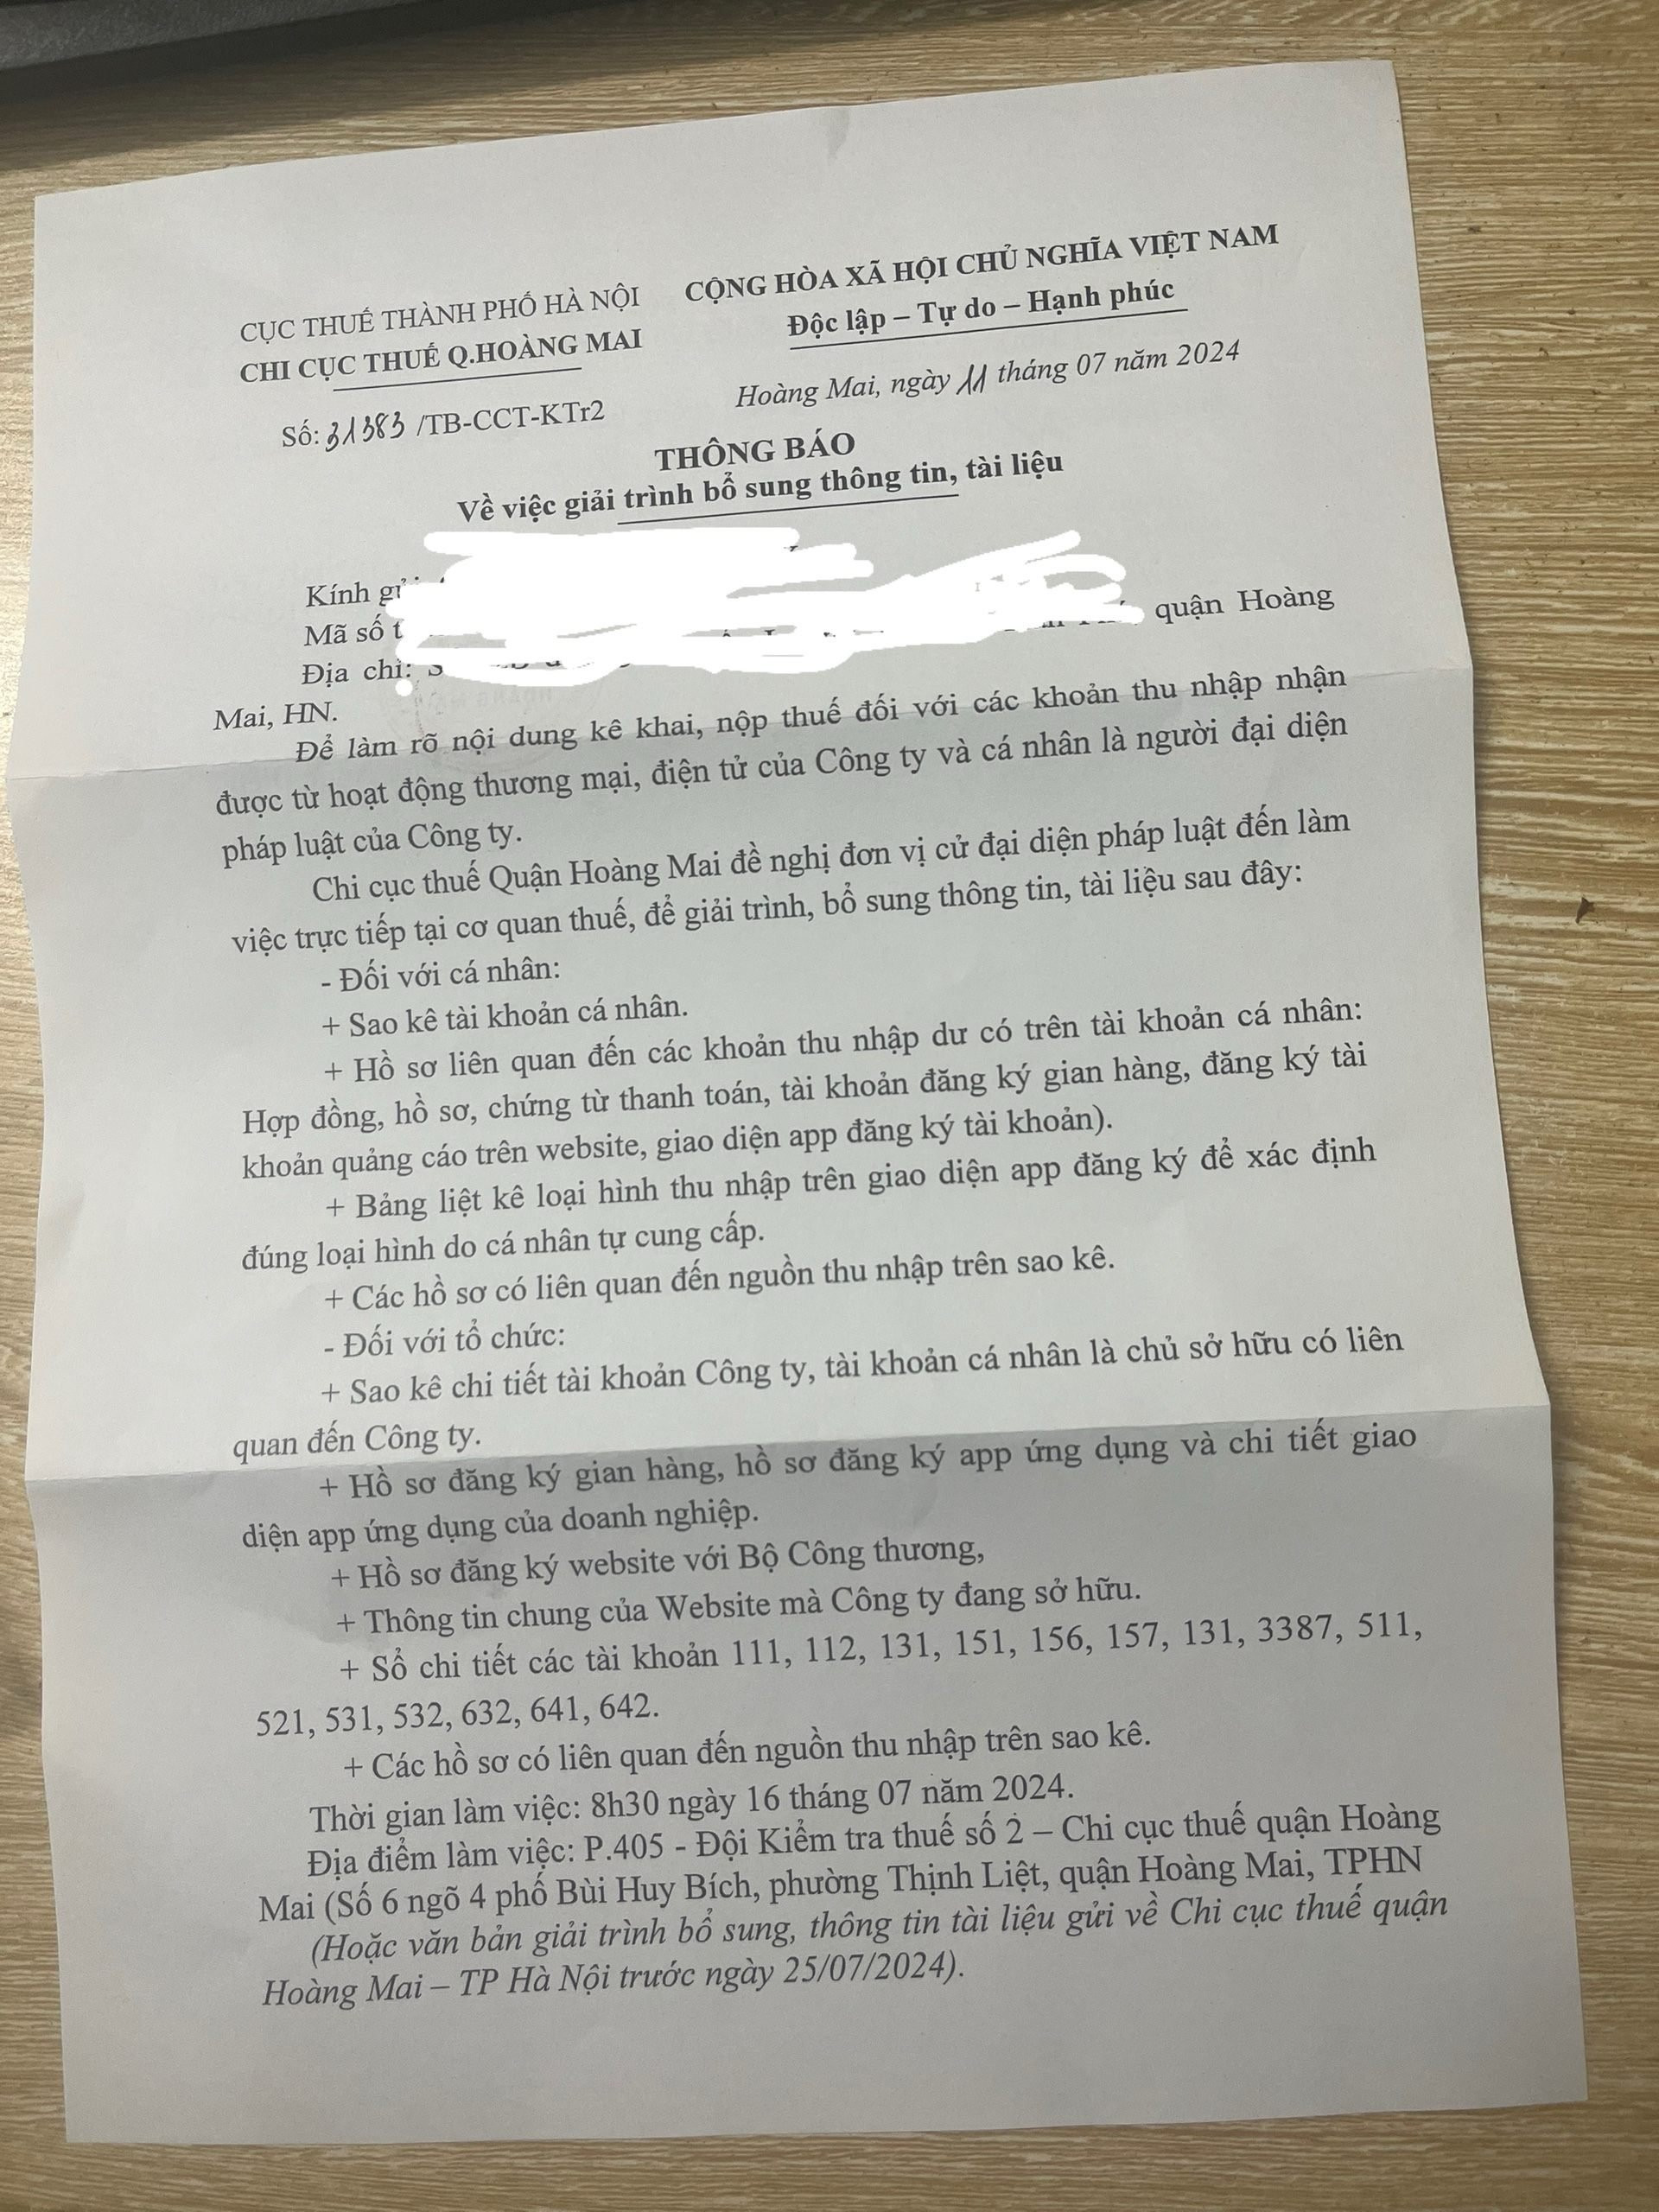 CỤC THUẾ THÀNH PHỐ HÀ NỘI
CHI CỤC THUẾ Q.HOÀNG MAI
CỘNG HÒA XÃ HỘI CHỦ NGHĨA VIỆT NAM
Độc lập – Tự do – Hạnh phúc
Số: 31383 /TB-CCT-KTr2
Hoàng Mai, ngày 11 tháng 07 năm 2024
THÔNG BÁO
Về việc giải trình bổ sung thông tin, tài liệu
Kính
Mã số
Địa chỉ: quận Hoàng
Mai, HN.
Để làm rõ nội dung kê khai, nộp thuế đối với các khoản thu nhập nhận
được từ hoạt động thương mại, điện tử của Công ty và cá nhân là người đại diện
pháp luật của Công ty.
Chi cục thuế Quận Hoàng Mai đề nghị đơn vị cử đại diện pháp luật đến làm
việc trực tiếp tại cơ quan thuế, để giải trình, bổ sung thông tin, tài liệu sau đây:
- Đối với cá nhân:
+ Sao kê tài khoản cá nhân.
+ Hồ sơ liên quan đến các khoản thu nhập dư có trên tài khoản cá nhân:
Hợp đồng, hồ sơ, chứng từ thanh toán, tài khoản đăng ký gian hàng, đăng ký tài
khoản quảng cáo trên website, giao diện app đăng ký tài khoản).
+ Bảng liệt kê loại hình thu nhập trên giao diện app đăng ký để xác định
đúng loại hình do cá nhân tự cung cấp.
+ Các hồ sơ có liên quan đến nguồn thu nhập trên sao kê.
- Đối với tổ chức:
+ Sao kê chi tiết tài khoản Công ty, tài khoản cá nhân là chủ sở hữu có liên
quan đến Công ty.
+ Hồ sơ đăng ký gian hàng, hồ sơ đăng ký app ứng dụng và chi tiết giao
diện app ứng dụng của doanh nghiệp.
+ Hồ sơ đăng ký website với Bộ Công thương,
+ Thông tin chung của Website mà Công ty đang sở hữu.
+ Sổ chi tiết các tài khoản 111, 112, 131, 151, 156, 157, 131, 3387, 511,
521, 531, 532, 632, 641, 642.
+ Các hồ sơ có liên quan đến nguồn thu nhập trên sao kê.
Thời gian làm việc: 8h30 ngày 16 tháng 07 năm 2024.
Địa điểm làm việc: P.405 - Đội Kiểm tra thuế số 2 – Chi cục thuế quận Hoàng
Mai (Số 6 ngõ 4 phố Bùi Huy Bích, phường Thịnh Liệt, quận Hoàng Mai, TPHN
(Hoặc văn bản giải trình bổ sung, thông tin tài liệu gửi về Chi cục thuế quận
Hoàng Mai – TP Hà Nội trước ngày 25/07/2024).